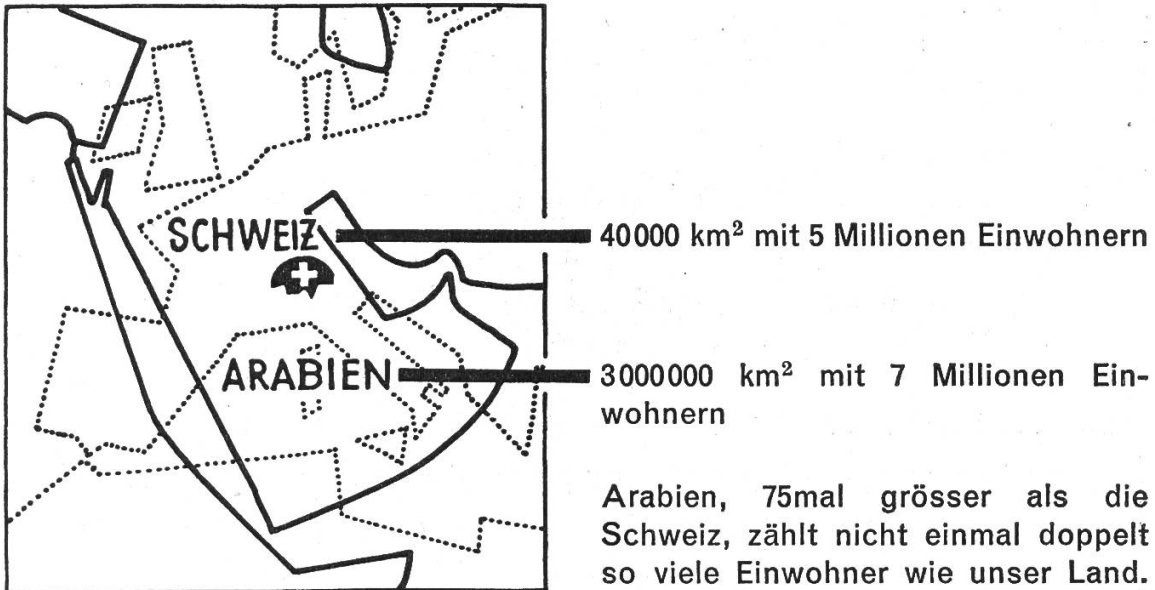 SCHWEIZ
40000 km² mit 5 Millionen Einwohnern
ARABIEN
3000000 km² mit 7 Millionen Ein-
wohnern
Arabien, 75mal grösser als die
Schweiz, zählt nicht einmal doppelt
so viele Einwohner wie unser Land.